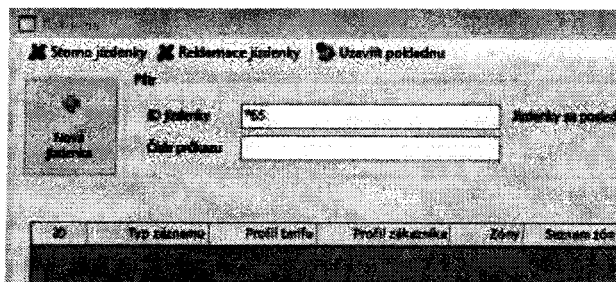 Storno jízdenky Reklamace jízdenky Uzavřít pokladnu
Filtr
ID jízdenky *65 Jízdenky za posled
Nová jízdenka
Číslo průkazu
ID Typ záznamu Profil tarifu Profil zákazníka Zóny Seznam zón